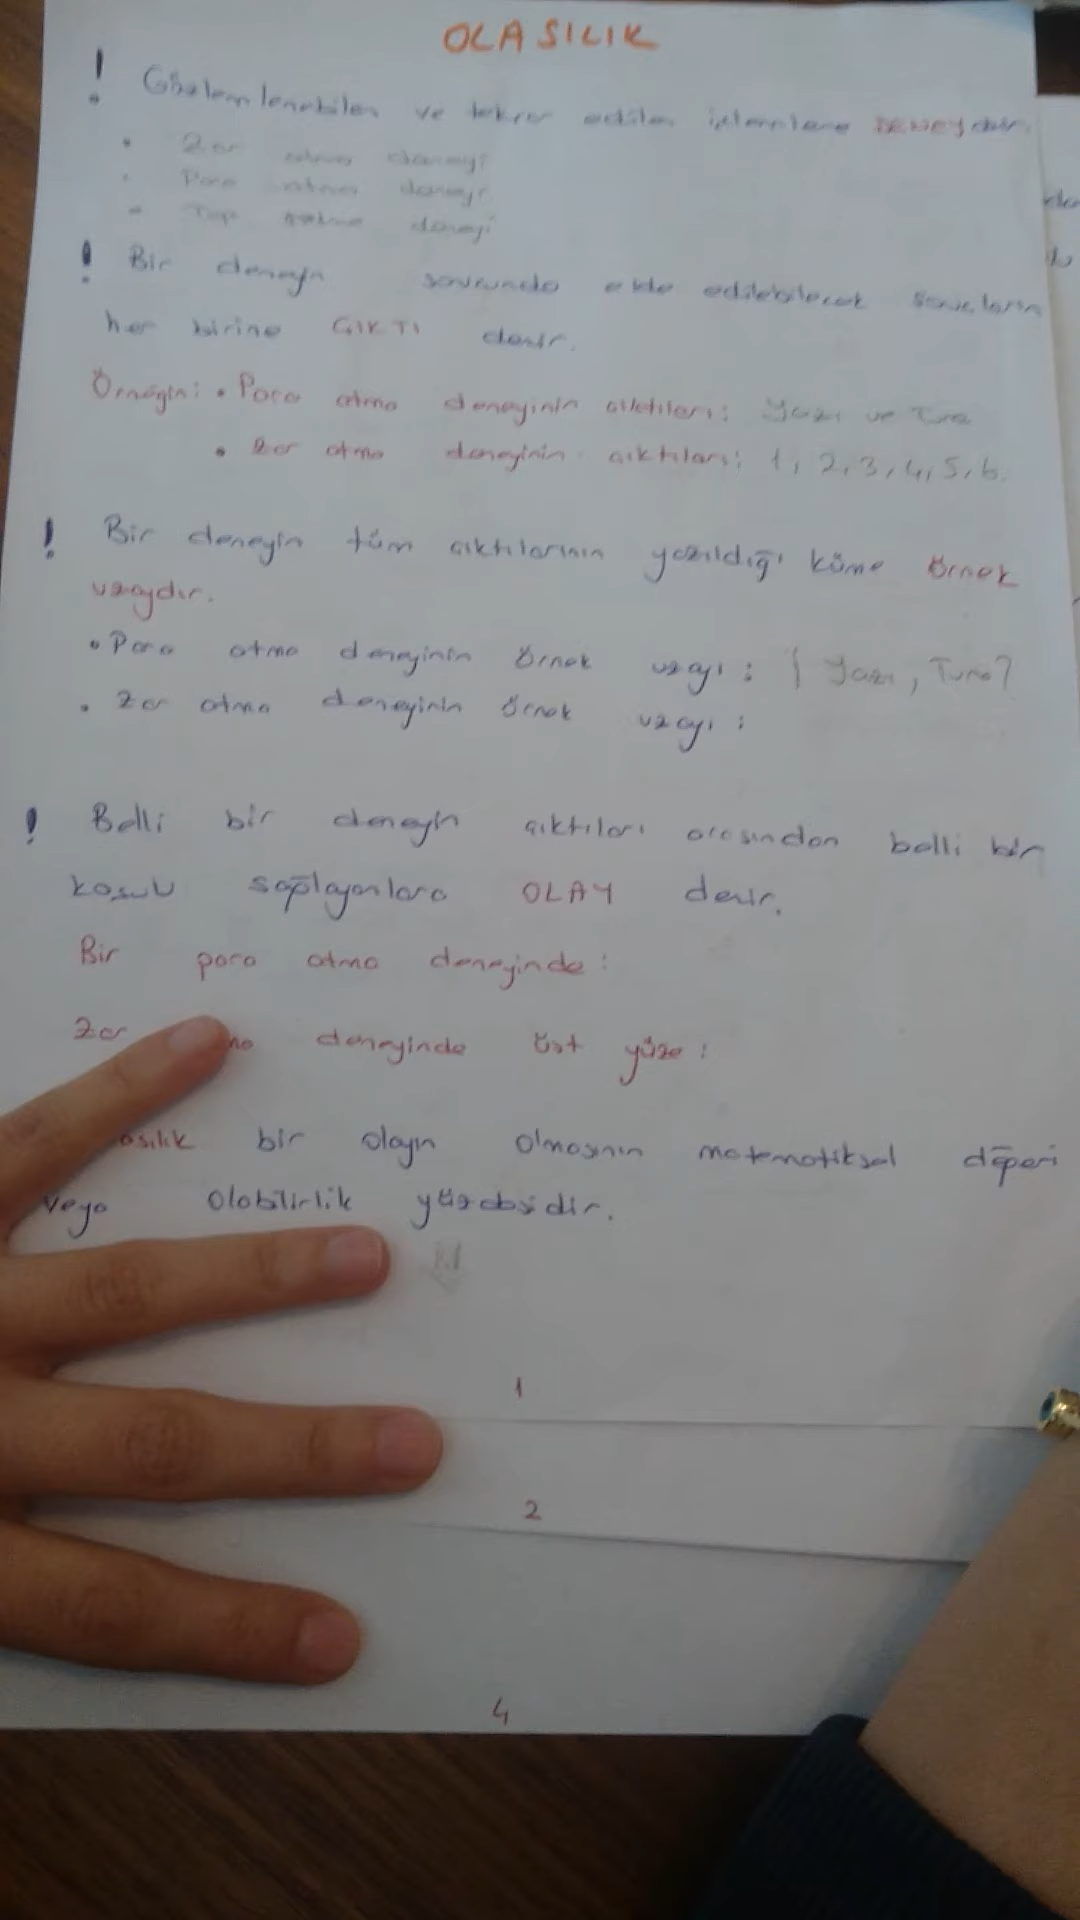 OLASILIK
! Gözlemlenebilen ve tekrar edilen işlemlere DENEY denir.
• Zar atma deneyi
• Para atma deneyi
• Top atma deneyi
! Bir deneyin sonucunda elde edilebilecek sonuçların
her birine ÇIKTI denir.
Örneğin: • Para atma deneyinin çıktıları: Yazı ve Tura
• Zar atma deneyinin çıktıları: 1, 2, 3, 4, 5, 6.
! Bir deneyin tüm çıktılarının yazıldığı küme Örnek
uzaydır.
• Para atma deneyinin örnek uzayı : { Yazı, Tura }
• Zar atma deneyinin örnek uzayı :
! Belli bir deneyin çıktıları arasından belli bir
koşulu sağlayanlara OLAY denir.
Bir para atma deneyinde :
Zar deneyinde üst yüze :
asılık bir olayın olmasının matematiksel değeri
veya olabilirlik yüzdesidir.
1
2
4